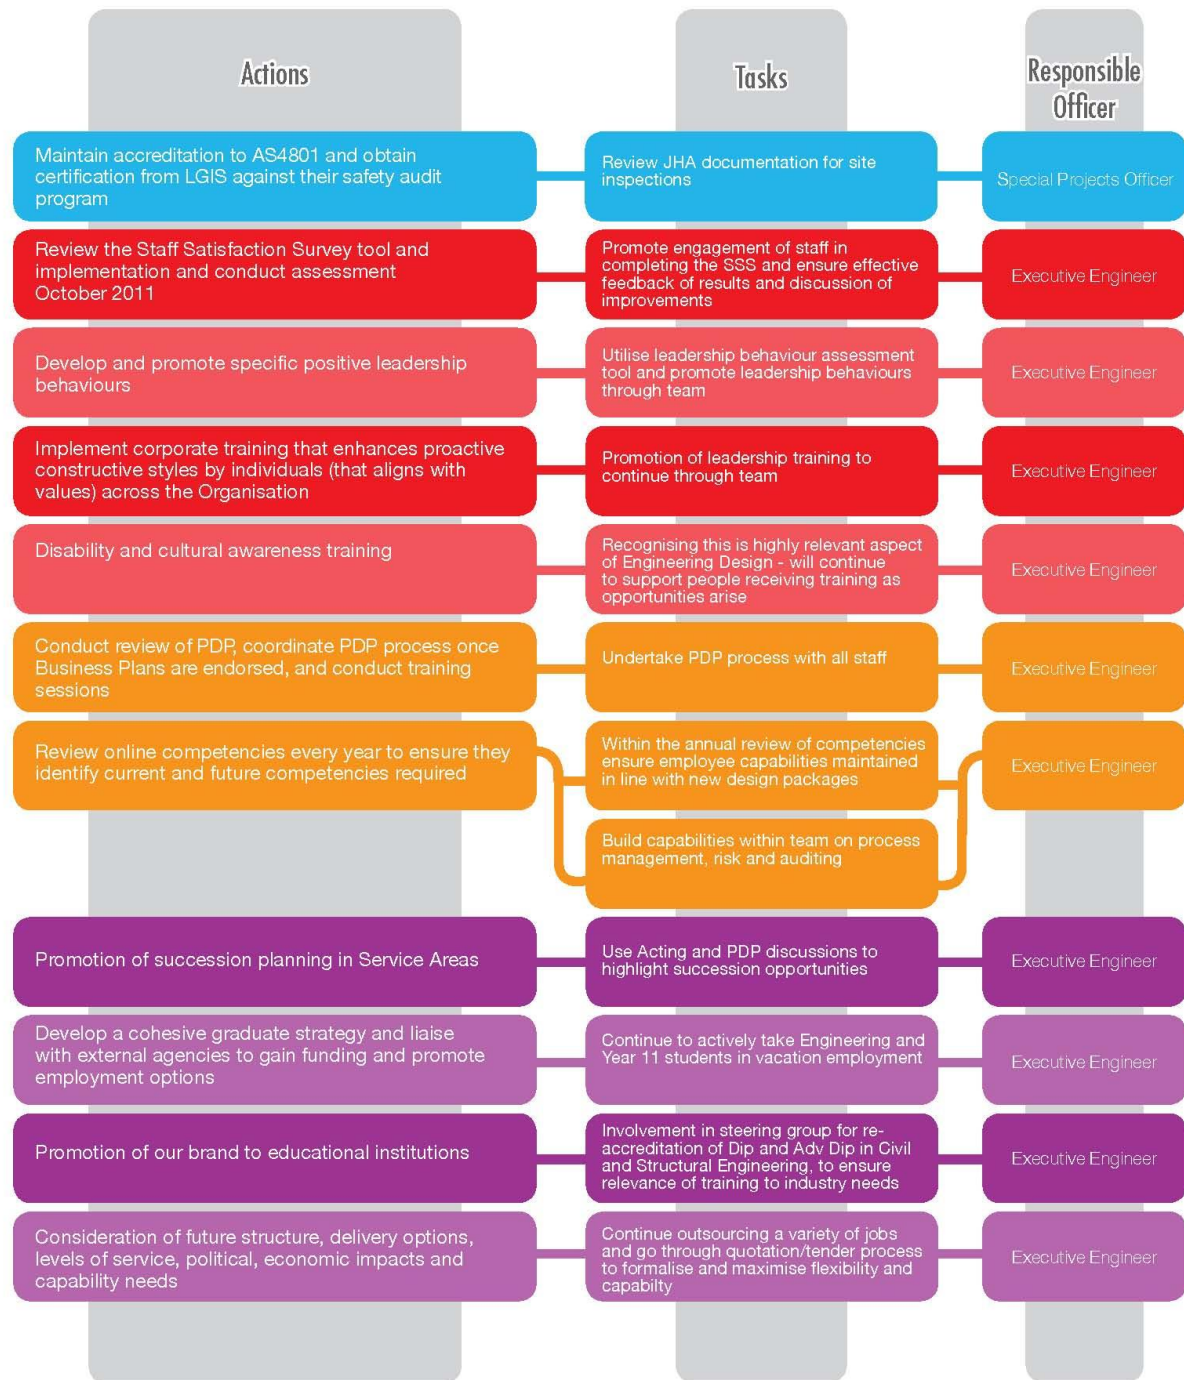 Actions
Tasks
Responsible
Officer
Maintain accreditation to AS4801 and obtain
certification from LGIS against their safety audit
program
Review JHA documentation for site
inspections
Special Projects Officer
Review the Staff Satisfaction Survey tool and
implementation and conduct assessment
October 2011
Promote engagement of staff in
completing the SSS and ensure effective
feedback of results and discussion of
improvements
Executive Engineer
Develop and promote specific positive leadership
behaviours
Utilise leadership behaviour assessment
tool and promote leadership behaviours
through team
Executive Engineer
Implement corporate training that enhances proactive
constructive styles by individuals (that aligns with
values) across the Organisation
Promotion of leadership training to
continue through team
Executive Engineer
Disability and cultural awareness training
Recognising this is highly relevant aspect
of Engineering Design - will continue
to support people receiving training as
opportunities arise
Executive Engineer
Conduct review of PDP, coordinate PDP process once
Business Plans are endorsed, and conduct training
sessions
Undertake PDP process with all staff
Executive Engineer
Review online competencies every year to ensure they
identify current and future competencies required
Within the annual review of competencies
ensure employee capabilities maintained
in line with new design packages
Executive Engineer
Build capabilities within team on process
management, risk and auditing
Promotion of succession planning in Service Areas
Use Acting and PDP discussions to
highlight succession opportunities
Executive Engineer
Develop a cohesive graduate strategy and liaise
with external agencies to gain funding and promote
employment options
Continue to actively take Engineering and
Year 11 students in vacation employment
Executive Engineer
Promotion of our brand to educational institutions
Involvement in steering group for re-
accreditation of Dip and Adv Dip in Civil
and Structural Engineering, to ensure
relevance of training to industry needs
Executive Engineer
Consideration of future structure, delivery options,
levels of service, political, economic impacts and
capability needs
Continue outsourcing a variety of jobs
and go through quotation/tender process
to formalise and maximise flexibility and
capabilty
Executive Engineer